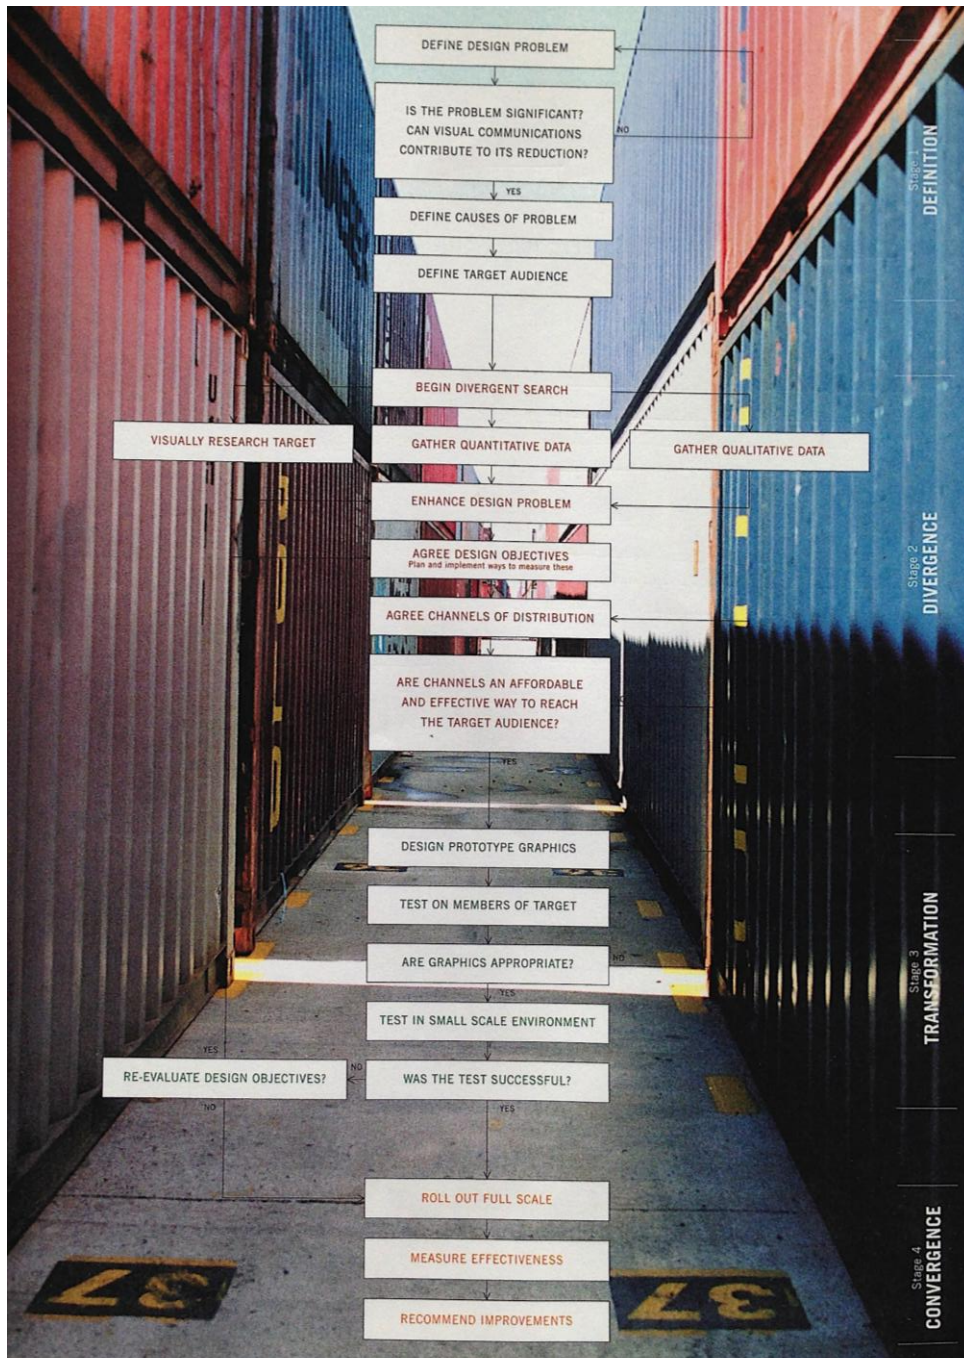 DEFINE DESIGN PROBLEM
IS THE PROBLEM SIGNIFICANT?
CAN VISUAL COMMUNICATIONS
CONTRIBUTE TO ITS REDUCTION?
NO
YES
DEFINE CAUSES OF PROBLEM
DEFINE TARGET AUDIENCE
Stage 1
DEFINITION
BEGIN DIVERGENT SEARCH
VISUALLY RESEARCH TARGET
GATHER QUANTITATIVE DATA
GATHER QUALITATIVE DATA
ENHANCE DESIGN PROBLEM
AGREE DESIGN OBJECTIVES
Plan and implement ways to measure these
AGREE CHANNELS OF DISTRIBUTION
ARE CHANNELS AN AFFORDABLE
AND EFFECTIVE WAY TO REACH
THE TARGET AUDIENCE?
YES
Stage 2
DIVERGENCE
DESIGN PROTOTYPE GRAPHICS
TEST ON MEMBERS OF TARGET
ARE GRAPHICS APPROPRIATE?
NO
YES
TEST IN SMALL SCALE ENVIRONMENT
Stage 3
TRANSFORMATION
YES
RE-EVALUATE DESIGN OBJECTIVES?
NO
WAS THE TEST SUCCESSFUL?
NO
YES
ROLL OUT FULL SCALE
MEASURE EFFECTIVENESS
RECOMMEND IMPROVEMENTS
Stage 4
CONVERGENCE
37
37